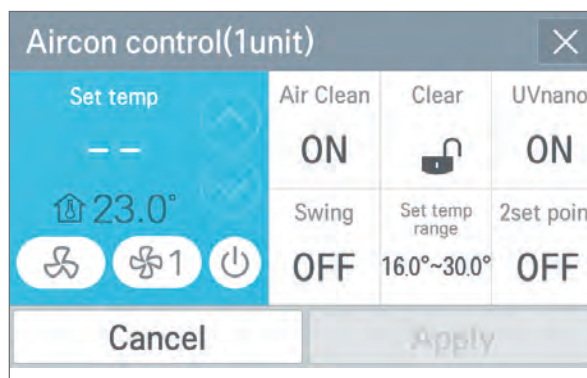 Aircon control(1unit)
Set temp
– –
23.0°
1
Air Clean
ON
Clear
UVnano
ON
Swing
OFF
Set temp
range
16.0°~30.0°
2set poin
OFF
Cancel
Apply